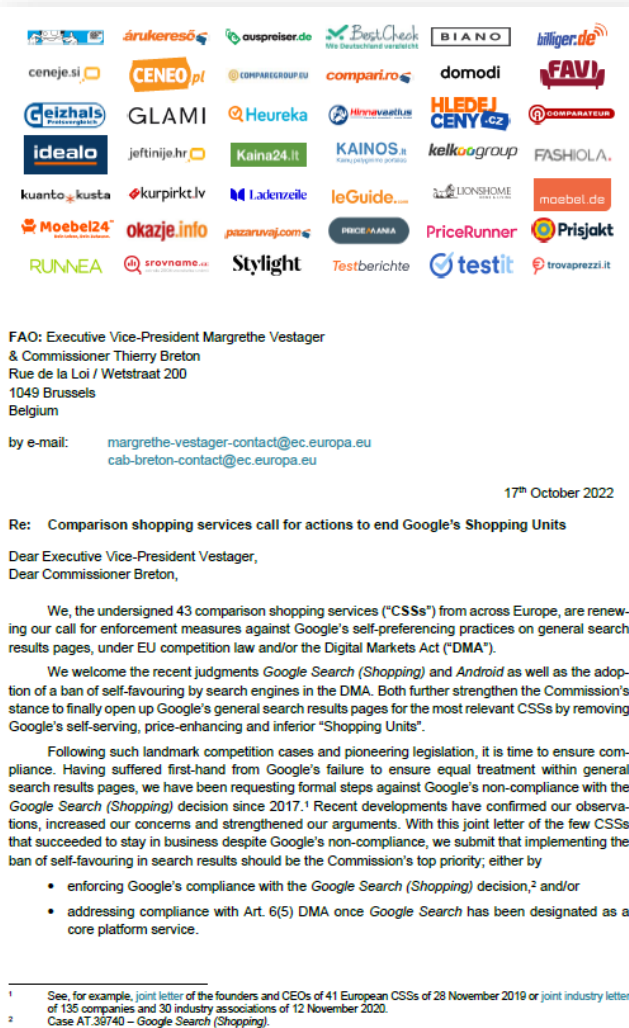 árukereső auspreiser.de BestCheck BIANO billiger.de
Wie Deutschland vergleicht
ceneje.si CENEO.pl COMPAREGROUP.EU compari.ro domodi FAVI
Geizhals GLAMI Heureka Hinnavaatlus HLEDEJ CENY.CZ COMPARATEUR
Preisvergleich
idealo jeftinije.hr Kaina24.lt KAINOS.lt kelkoogroup FASHIOLA.
kuanto kusta kurpirkt.lv Ladenzeile leGuide.com LIONSHOME moebel.de
Moebel24 okazje.info pazaruvaj.com PRICEMANIA PriceRunner Prisjakt
RUNNEA srovname.cz Stylight Testberichte testit trovaprezzi.it
FAO: Executive Vice-President Margrethe Vestager
& Commissioner Thierry Breton
Rue de la Loi / Wetstraat 200
1049 Brussels
Belgium
by e-mail: margrethe-vestager-contact@ec.europa.eu
cab-breton-contact@ec.europa.eu
17th October 2022
Re: Comparison shopping services call for actions to end Google's Shopping Units
Dear Executive Vice-President Vestager,
Dear Commissioner Breton,
We, the undersigned 43 comparison shopping services ("CSSs") from across Europe, are renew-
ing our call for enforcement measures against Google's self-preferencing practices on general search
results pages, under EU competition law and/or the Digital Markets Act ("DMA").
We welcome the recent judgments Google Search (Shopping) and Android as well as the adop-
tion of a ban of self-favouring by search engines in the DMA. Both further strengthen the Commission's
stance to finally open up Google's general search results pages for the most relevant CSSs by removing
Google's self-serving, price-enhancing and inferior "Shopping Units".
Following such landmark competition cases and pioneering legislation, it is time to ensure com-
pliance. Having suffered first-hand from Google's failure to ensure equal treatment within general
search results pages, we have been requesting formal steps against Google's non-compliance with the
Google Search (Shopping) decision since 2017.¹ Recent developments have confirmed our observa-
tions, increased our concerns and strengthened our arguments. With this joint letter of the few CSSs
that succeeded to stay in business despite Google's non-compliance, we submit that implementing the
ban of self-favouring in search results should be the Commission's top priority; either by
• enforcing Google's compliance with the Google Search (Shopping) decision,² and/or
• addressing compliance with Art. 6(5) DMA once Google Search has been designated as a
core platform service.
1 See, for example, joint letter of the founders and CEOs of 41 European CSSs of 28 November 2019 or joint industry letter
of 135 companies and 30 industry associations of 12 November 2020.
2 Case AT.39740 – Google Search (Shopping).